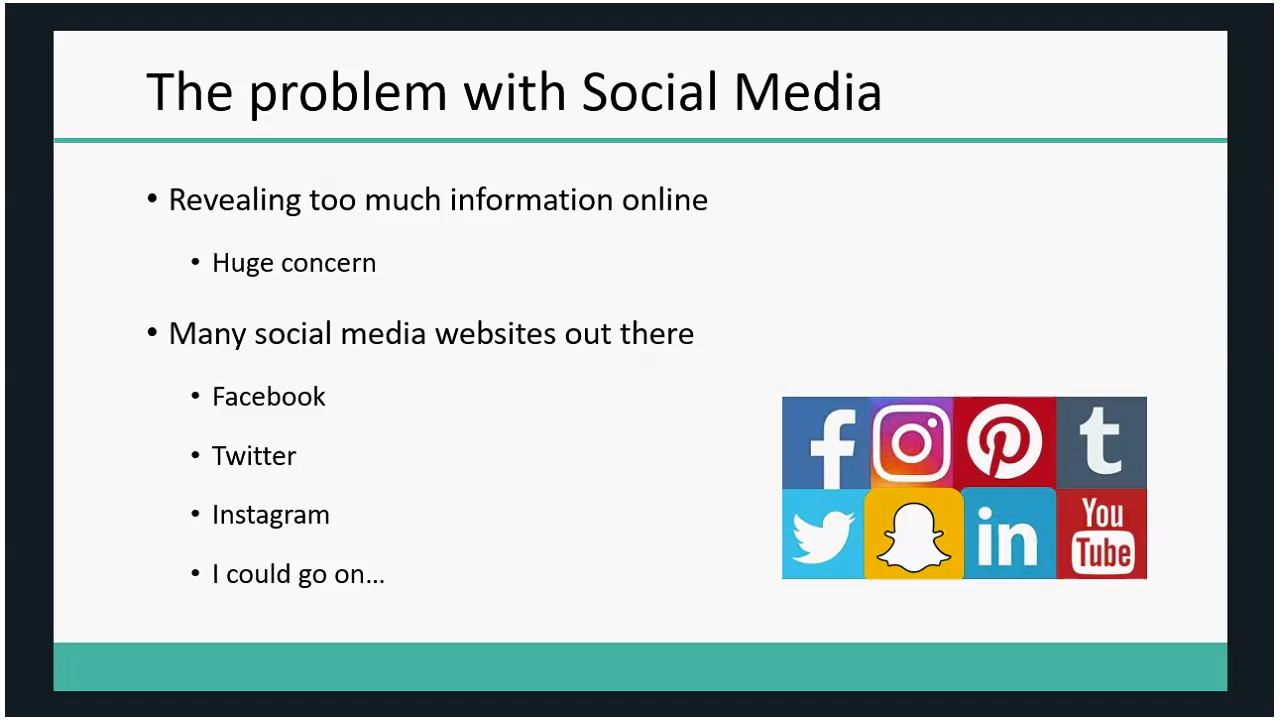 The problem with Social Media
• Revealing too much information online
• Huge concern
• Many social media websites out there
• Facebook
• Twitter
• Instagram
• I could go on...
f
t
in
You
Tube